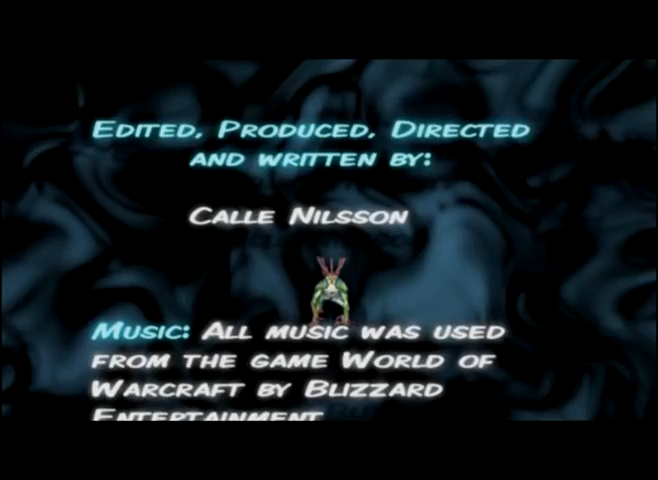 Edited, Produced, Directed
and written by:
Calle Nilsson
Music: All music was used
from the game World of
Warcraft by Blizzard
Entertainment